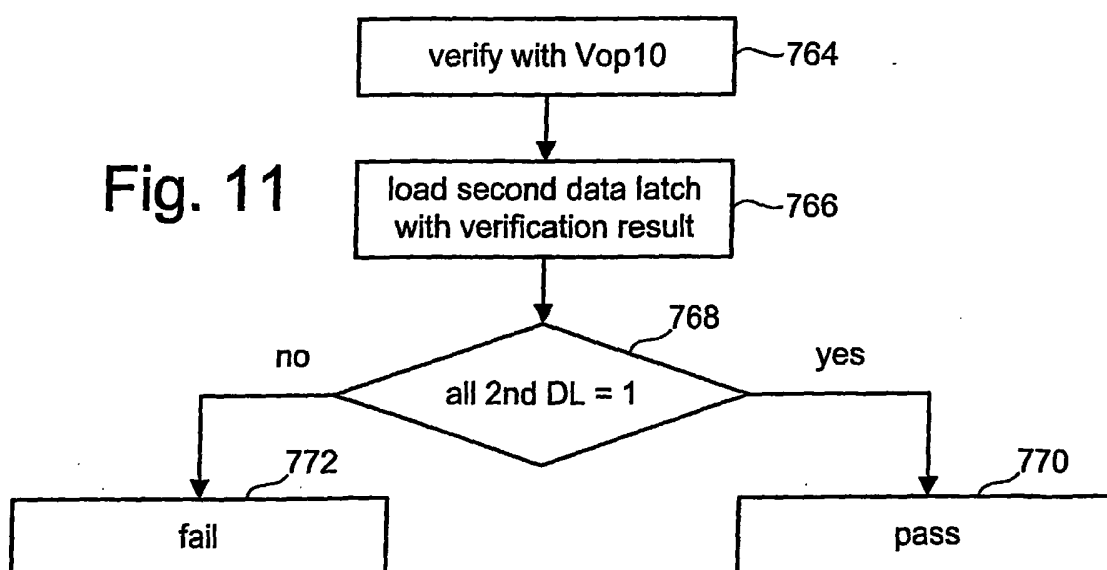 verify with Vop10
764
Fig. 11
load second data latch
with verification result
766
768
no
all 2nd DL = 1
yes
772
fail
770
pass